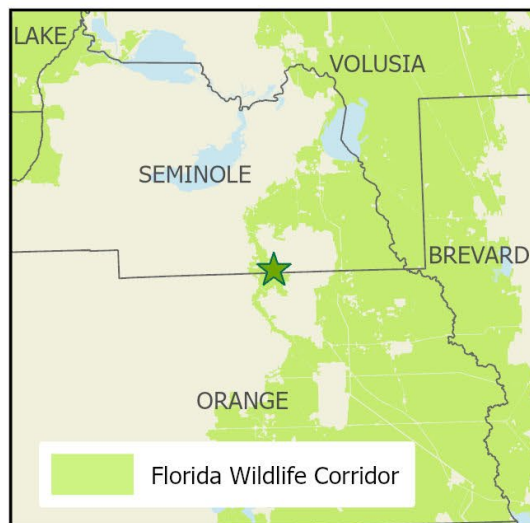 LAKE
VOLUSIA
SEMINOLE
BREVARD
ORANGE
Florida Wildlife Corridor